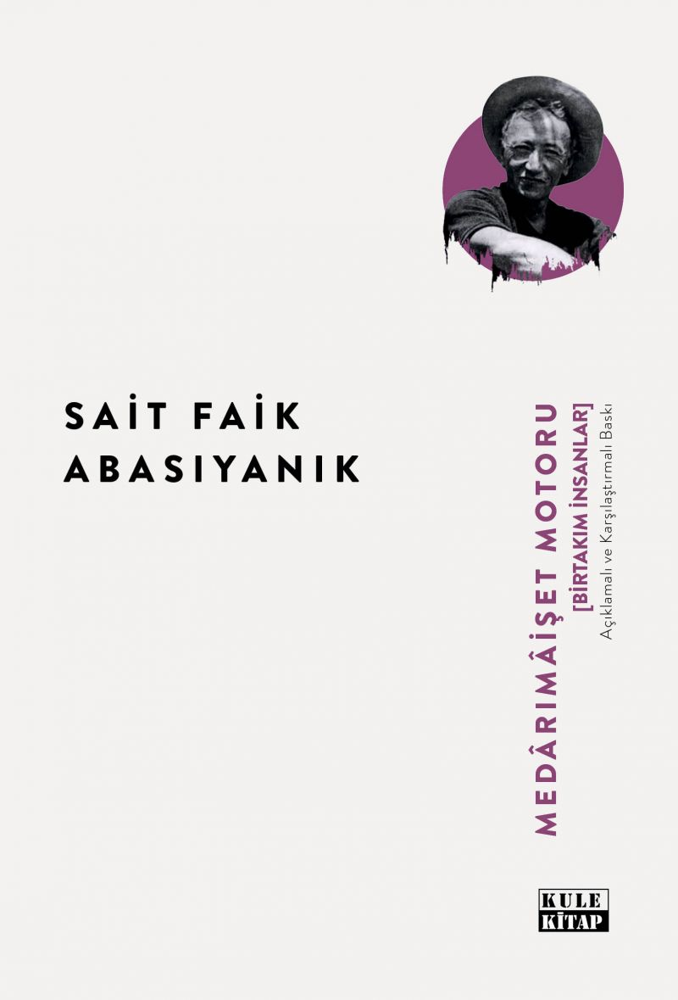 SAİT FAİK
ABASIYANIK
MEDÂRIMÂİŞET MOTORU
[BİRTAKIM İNSANLAR]
Açıklamalı ve Karşılaştırmalı Baskı
KULE
KİTAP